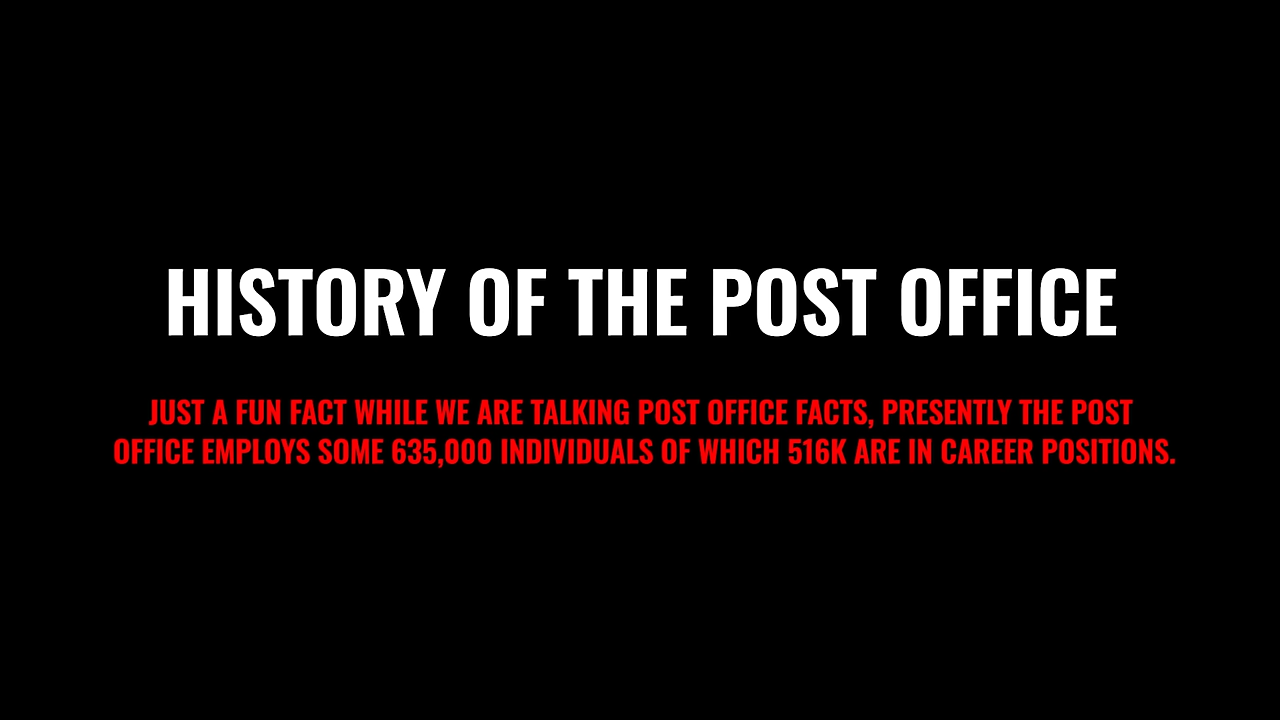 HISTORY OF THE POST OFFICE
JUST A FUN FACT WHILE WE ARE TALKING POST OFFICE FACTS, PRESENTLY THE POST
OFFICE EMPLOYS SOME 635,000 INDIVIDUALS OF WHICH 516K ARE IN CAREER POSITIONS.